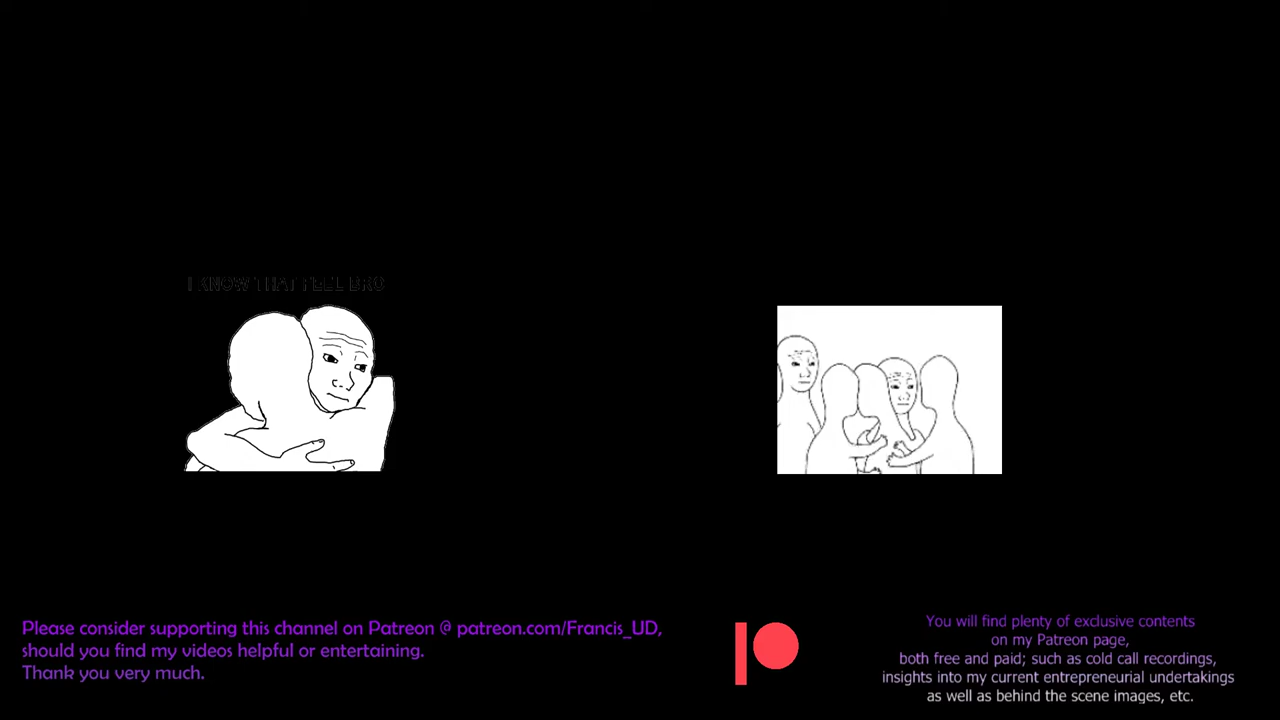 I KNOW THAT FEEL BRO
Please consider supporting this channel on Patreon @ patreon.com/Francis_UD,
should you find my videos helpful or entertaining.
Thank you very much.
You will find plenty of exclusive contents
on my Patreon page,
both free and paid; such as cold call recordings,
insights into my current entrepreneurial undertakings
as well as behind the scene images, etc.